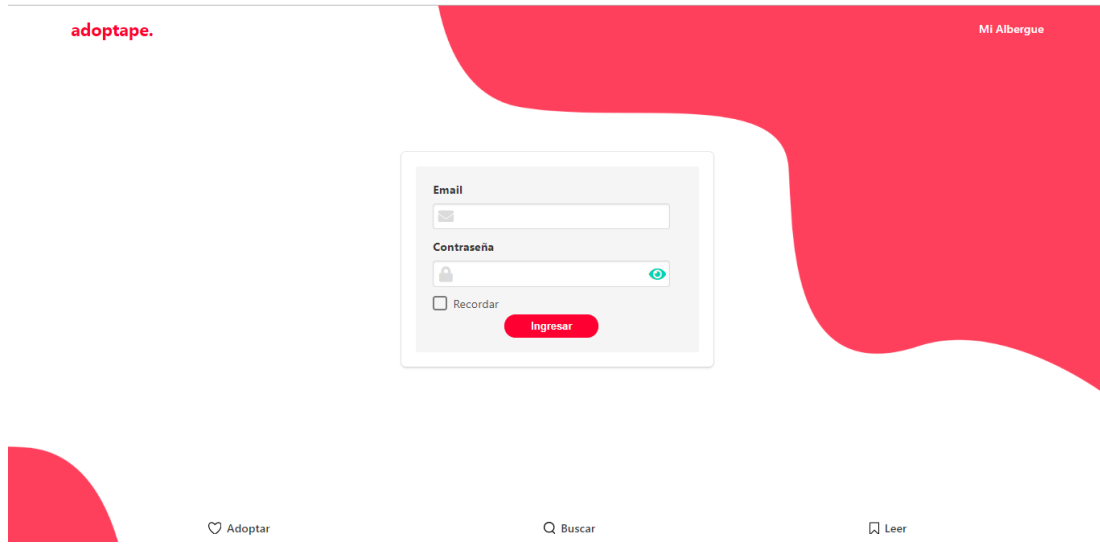 adoptape.
Mi Albergue
Email
Contraseña
Recordar
Ingresar
Adoptar
Buscar
Leer